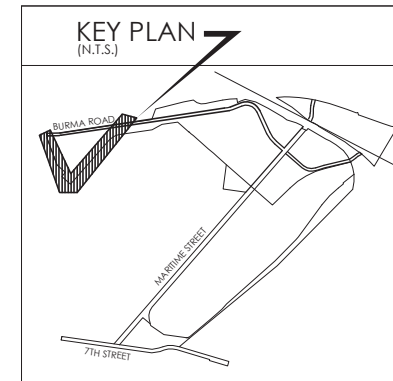 KEY PLAN
(N.T.S.)
BURMA ROAD
MARITIME STREET
7TH STREET